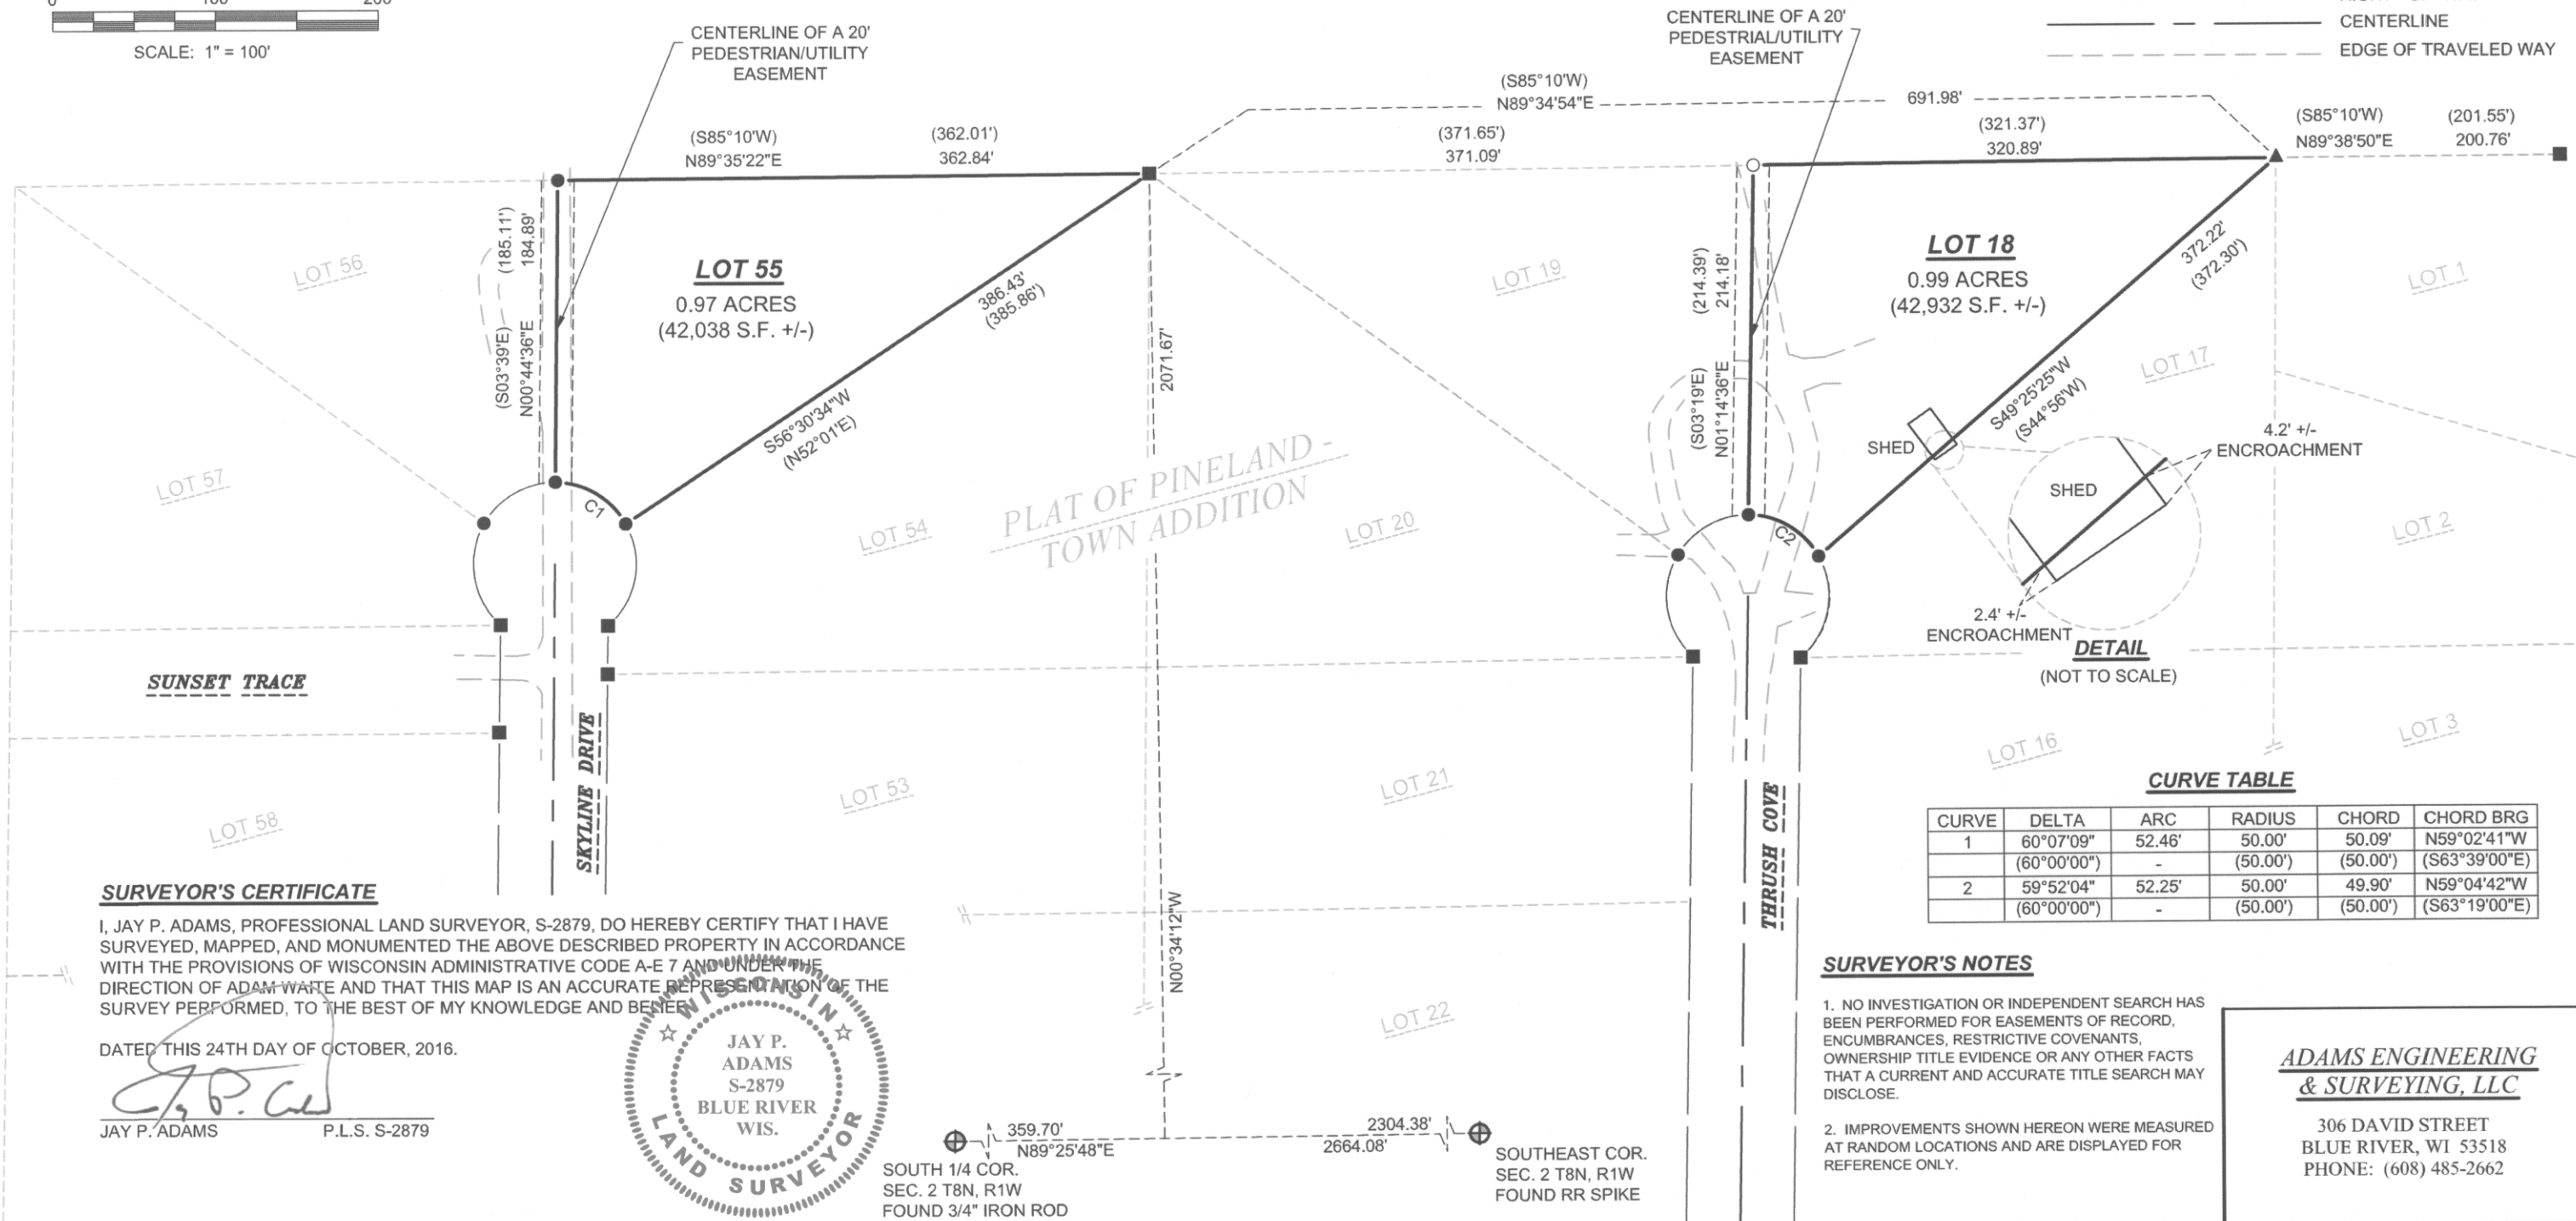 0 100 200
SCALE: 1" = 100'
CENTERLINE OF A 20'
PEDESTRIAN/UTILITY
EASEMENT
CENTERLINE OF A 20'
PEDESTRIAL/UTILITY
EASEMENT
CENTERLINE
EDGE OF TRAVELED WAY
(S85°10'W)
N89°34'54"E
691.98'
(S85°10'W) (201.55')
N89°38'50"E 200.76'
(S85°10'W) (362.01')
N89°35'22"E 362.84'
(371.65')
371.09'
(321.37')
320.89'
(S03°39'E) (185.11')
N00°44'36"E 184.89'
LOT 56
LOT 55
0.97 ACRES
(42,038 S.F. +/-)
386.43'
(385.86')
S56°30'34"W
(N52°01'E)
2071.67'
LOT 19
(S03°19'E) (214.39')
N01°14'36"E 214.18'
LOT 18
0.99 ACRES
(42,932 S.F. +/-)
372.22'
(372.30')
S49°25'25"W
(S44°56'W)
LOT 1
LOT 17
SHED
SHED
4.2' +/-
ENCROACHMENT
2.4' +/-
ENCROACHMENT
DETAIL
(NOT TO SCALE)
LOT 57
C1
LOT 54
PLAT OF PINELAND -
TOWN ADDITION
LOT 20
C2
LOT 2
SUNSET TRACE
SKYLINE DRIVE
LOT 58
LOT 53
LOT 21
THRUSH COVE
LOT 16
LOT 3
CURVE TABLE
CURVE DELTA ARC RADIUS CHORD CHORD BRG
1 60°07'09" 52.46' 50.00' 50.09' N59°02'41"W
(60°00'00") - (50.00') (50.00') (S63°39'00"E)
2 59°52'04" 52.25' 50.00' 49.90' N59°04'42"W
(60°00'00") - (50.00') (50.00') (S63°19'00"E)
SURVEYOR'S CERTIFICATE
I, JAY P. ADAMS, PROFESSIONAL LAND SURVEYOR, S-2879, DO HEREBY CERTIFY THAT I HAVE
SURVEYED, MAPPED, AND MONUMENTED THE ABOVE DESCRIBED PROPERTY IN ACCORDANCE
WITH THE PROVISIONS OF WISCONSIN ADMINISTRATIVE CODE A-E 7 AND UNDER THE
DIRECTION OF ADAM WAITE AND THAT THIS MAP IS AN ACCURATE REPRESENTATION OF THE
SURVEY PERFORMED, TO THE BEST OF MY KNOWLEDGE AND BELIEF.
DATED THIS 24TH DAY OF OCTOBER, 2016.
JAY P. ADAMS P.L.S. S-2879
WISCONSIN
JAY P.
ADAMS
S-2879
BLUE RIVER
WIS.
LAND SURVEYOR
N00°34'12"W
LOT 22
359.70' 2304.38'
N89°25'48"E 2664.08'
SOUTH 1/4 COR.
SEC. 2 T8N, R1W
FOUND 3/4" IRON ROD
SOUTHEAST COR.
SEC. 2 T8N, R1W
FOUND RR SPIKE
SURVEYOR'S NOTES
1. NO INVESTIGATION OR INDEPENDENT SEARCH HAS
BEEN PERFORMED FOR EASEMENTS OF RECORD,
ENCUMBRANCES, RESTRICTIVE COVENANTS,
OWNERSHIP TITLE EVIDENCE OR ANY OTHER FACTS
THAT A CURRENT AND ACCURATE TITLE SEARCH MAY
DISCLOSE.
2. IMPROVEMENTS SHOWN HEREON WERE MEASURED
AT RANDOM LOCATIONS AND ARE DISPLAYED FOR
REFERENCE ONLY.
ADAMS ENGINEERING
& SURVEYING, LLC
306 DAVID STREET
BLUE RIVER, WI 53518
PHONE: (608) 485-2662